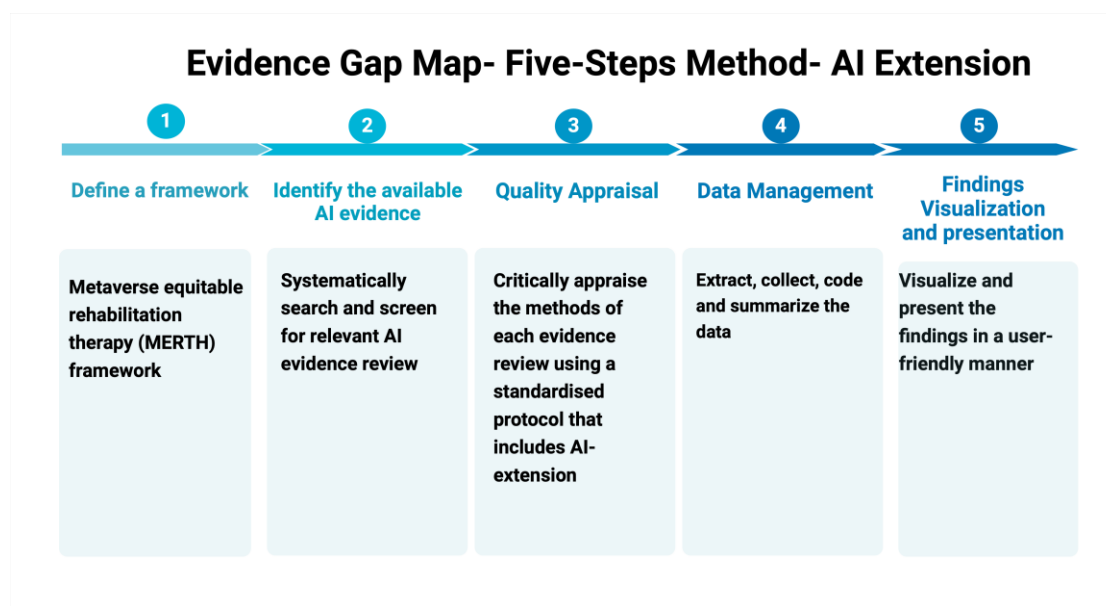 Evidence Gap Map- Five-Steps Method- AI Extension
1
2
3
4
5
Define a framework
Identify the available
AI evidence
Quality Appraisal
Data Management
Findings
Visualization
and presentation
Metaverse equitable
rehabilitation
therapy (MERTH)
framework
Systematically
search and screen
for relevant AI
evidence review
Critically appraise
the methods of
each evidence
review using a
standardised
protocol that
includes AI-
extension
Extract, collect, code
and summarize the
data
Visualize and
present the
findings in a user-
friendly manner